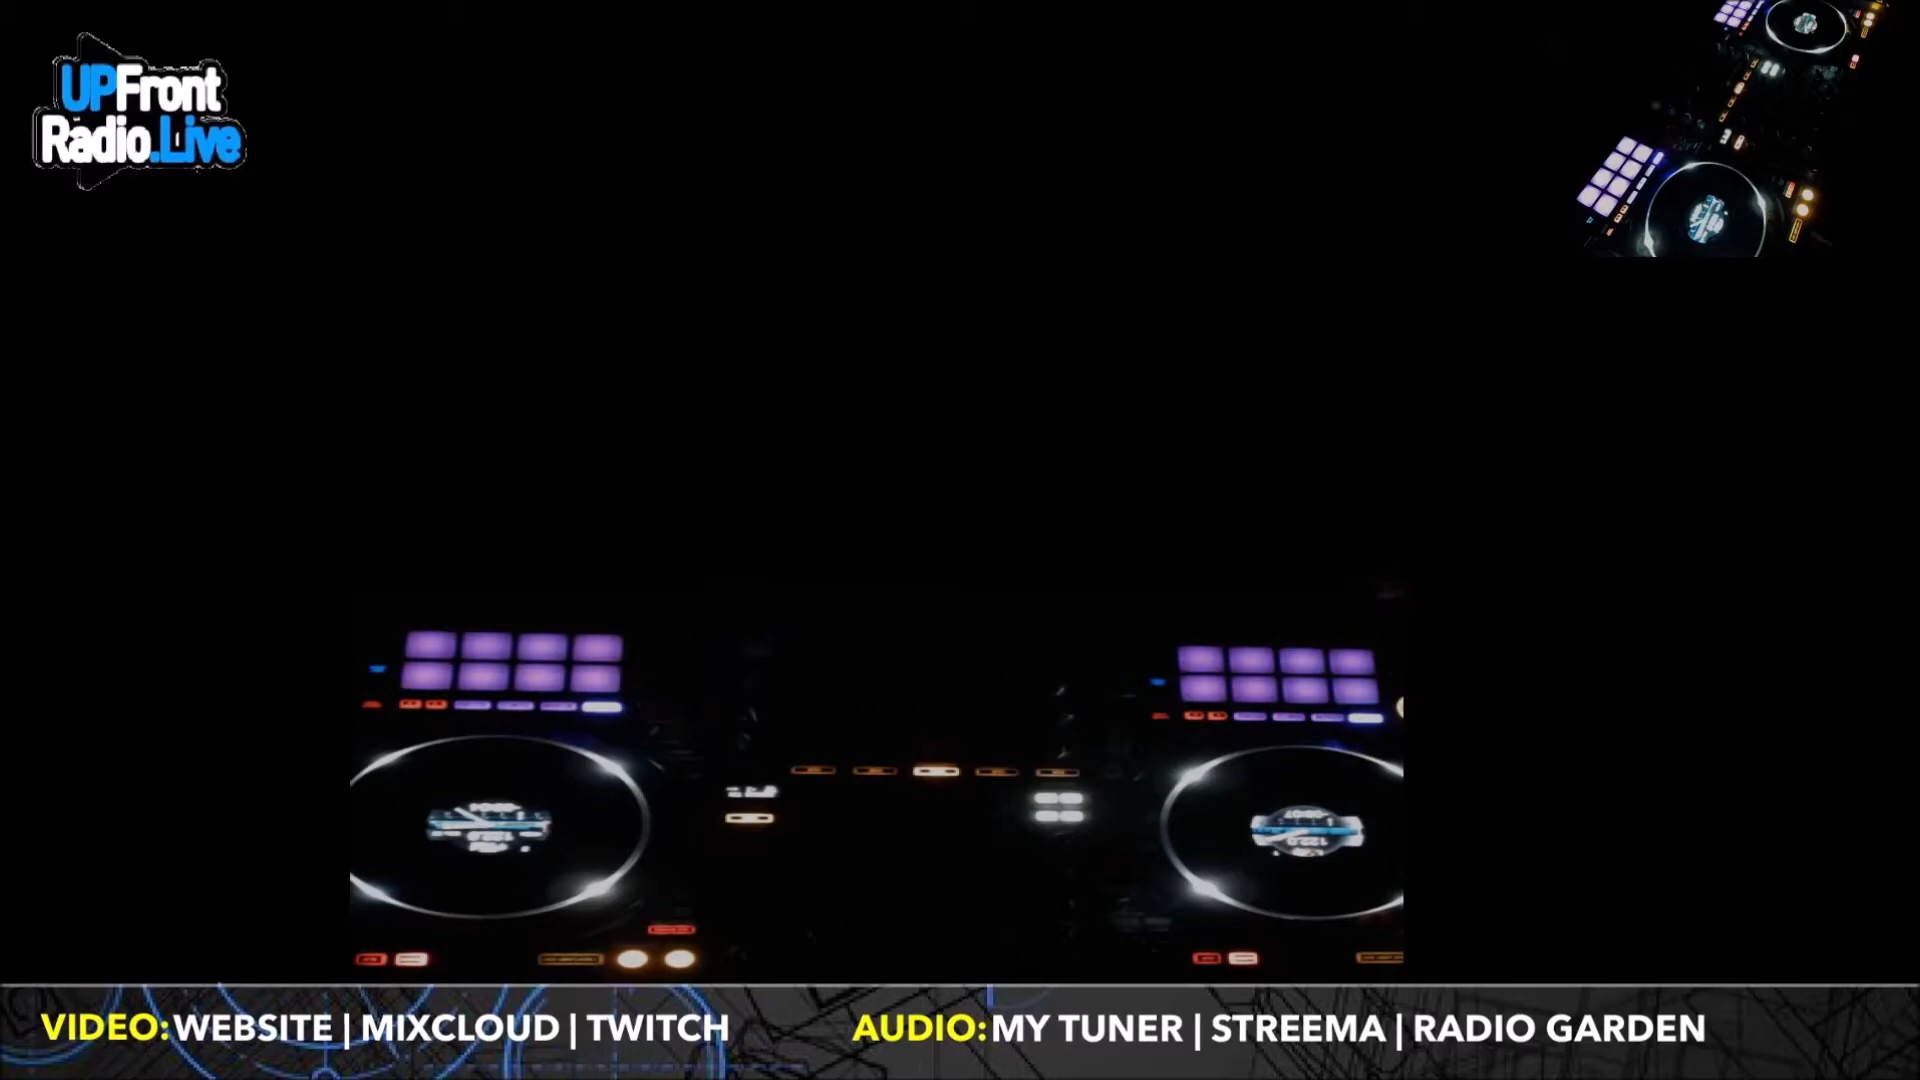 UPFront
Radio.Live
VIDEO: WEBSITE | MIXCLOUD | TWITCH
AUDIO: MY TUNER | STREEMA | RADIO GARDEN